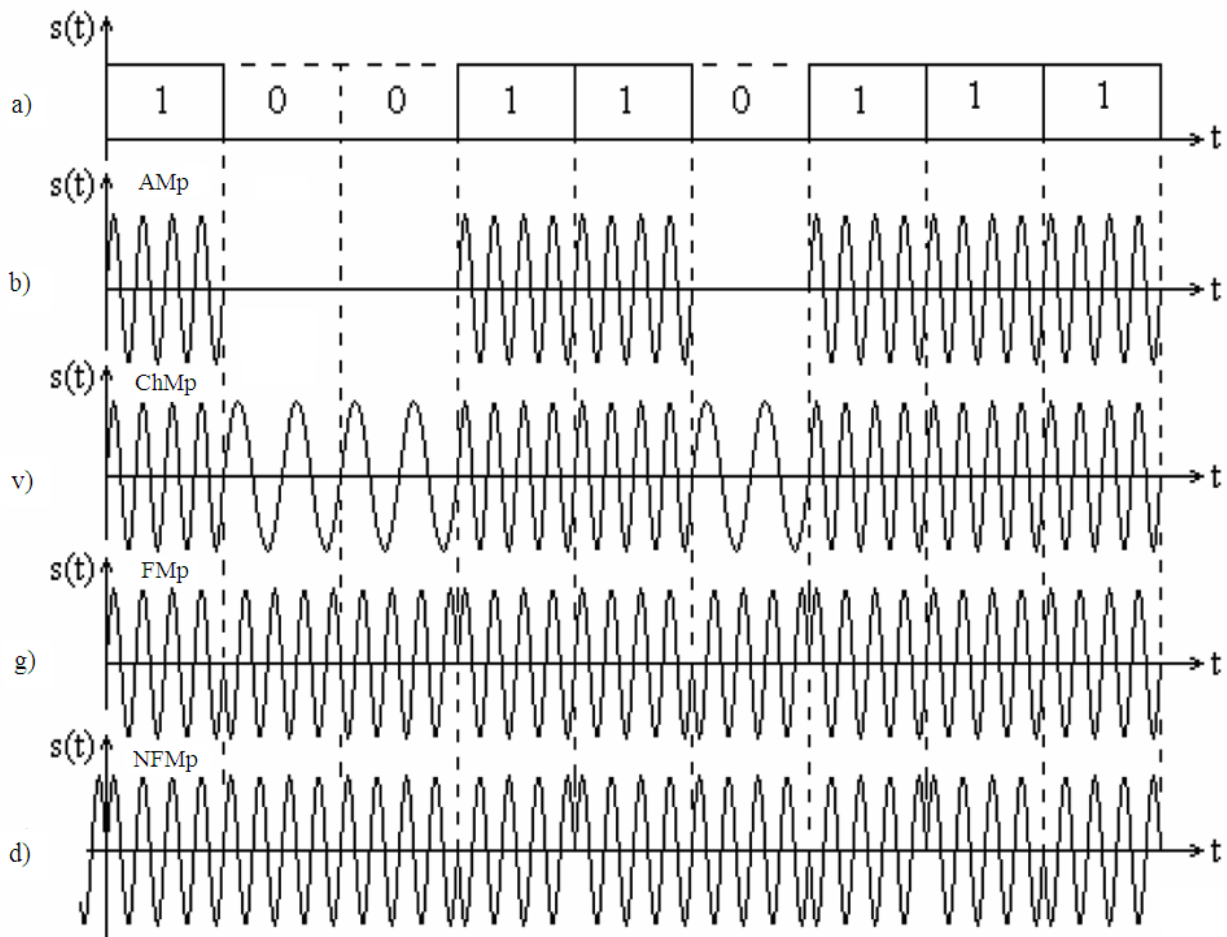 s(t)
a) 1 0 0 1 1 0 1 1 1 t
s(t) AMp
b) t
s(t) ChMp
v) t
s(t) FMp
g) t
s(t) NFMp
d) t